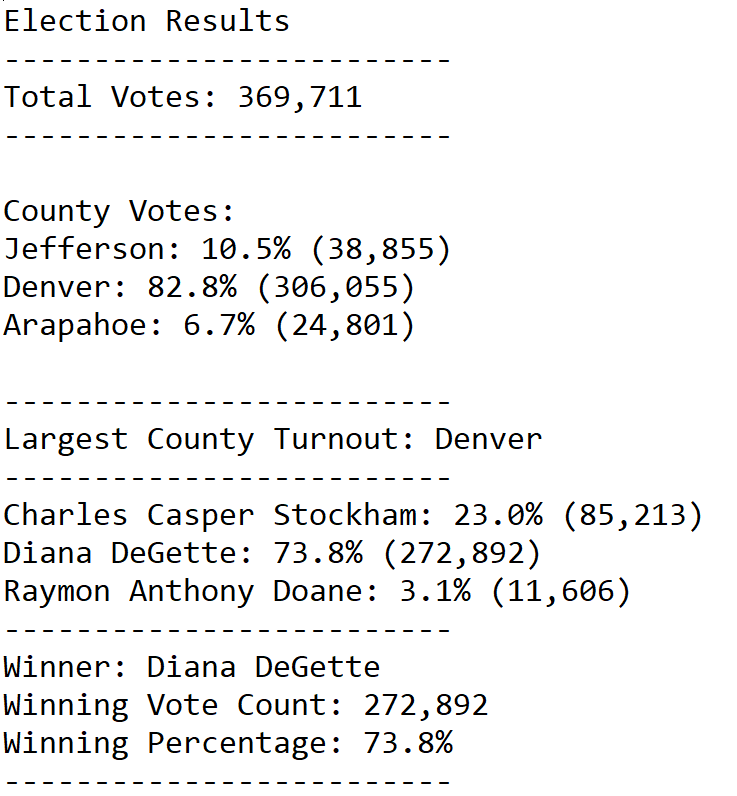 Election Results
-------------------------
Total Votes: 369,711
-------------------------
County Votes:
Jefferson: 10.5% (38,855)
Denver: 82.8% (306,055)
Arapahoe: 6.7% (24,801)
-------------------------
Largest County Turnout: Denver
-------------------------
Charles Casper Stockham: 23.0% (85,213)
Diana DeGette: 73.8% (272,892)
Raymon Anthony Doane: 3.1% (11,606)
-------------------------
Winner: Diana DeGette
Winning Vote Count: 272,892
Winning Percentage: 73.8%
-------------------------